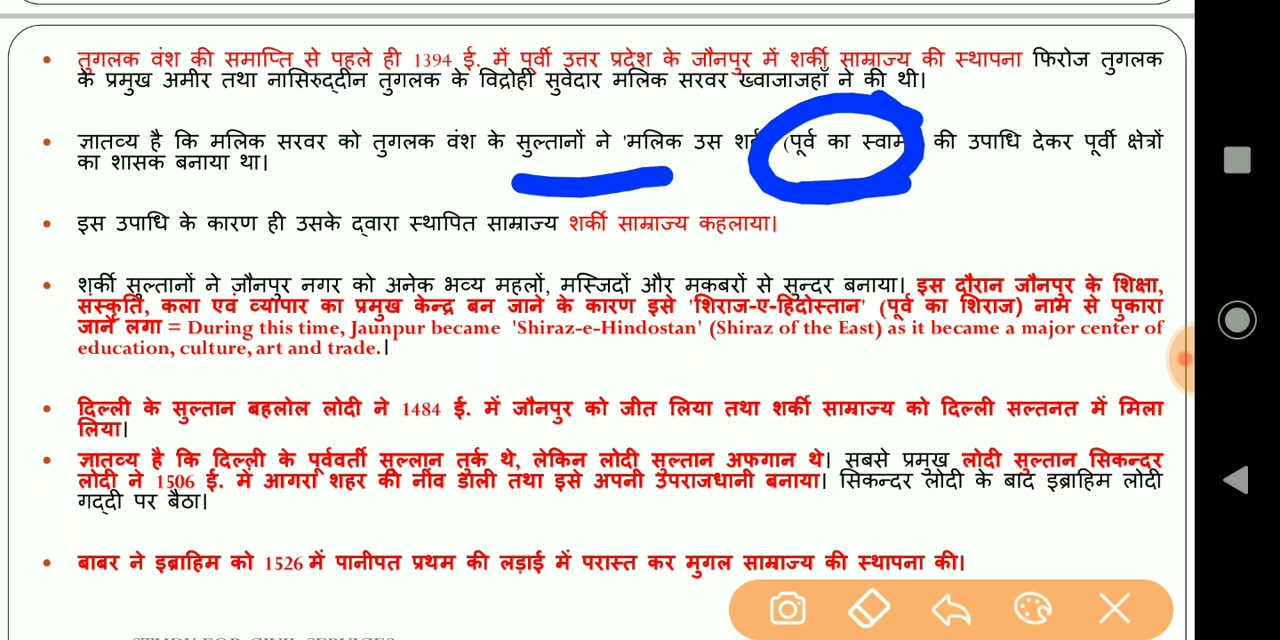 • तुगलक वंश की समाप्ति से पहले ही 1394 ई. में पूर्वी उत्तर प्रदेश के जौनपुर में शर्की साम्राज्य की स्थापना फिरोज तुगलक
के प्रमुख अमीर तथा नासिरुद्दीन तुगलक के विद्रोही सुवेदार मलिक सरवर ख्वाजाजहाँ ने की थी।
• ज्ञातव्य है कि मलिक सरवर को तुगलक वंश के सुल्तानों ने 'मलिक उस (पूर्व का की उपाधि देकर पूर्वी क्षेत्रों
का शासक बनाया था।
• इस उपाधि के कारण ही उसके द्वारा स्थापित साम्राज्य शर्की साम्राज्य कहलाया।
• शर्की सुल्तानों ने जौनपुर नगर को अनेक भव्य महलों, मस्जिदों और मकबरों से सुन्दर बनाया। इस दौरान जौनपुर के शिक्षा,
संस्कृति, कला एवं व्यापार का प्रमुख केन्द्र बन जाने के कारण इसे 'शिराज-ए-हिंदोस्तान' (पूर्व का शिराज) नाम से पुकारा
जाने लगा = During this time, Jaunpur became 'Shiraz-e-Hindostan' (Shiraz of the East) as it became a major center of
education, culture, art and trade.|
• दिल्ली के सुल्तान बहलोल लोदी ने 1484 ई. में जौनपुर को जीत लिया तथा शर्की साम्राज्य को दिल्ली सल्तनत में मिला
लिया।
• ज्ञातव्य है कि दिल्ली के पूर्ववर्ती सुल्लान तुर्क थे, लेकिन लोदी सुल्तान अफगान थे। सबसे प्रमुख लोदी सुल्तान सिकन्दर
लोदी ने 1506 ई. में आगरा शहर की नींव डाली तथा इसे अपनी उपराजधानी बनाया। सिकन्दर लोदी के बाद इब्राहिम लोदी
गद्दी पर बैठा।
• बाबर ने इब्राहिम को 1526 में पानीपत प्रथम की लड़ाई में परास्त कर मुगल साम्राज्य की स्थापना की।
STUDY FOR CIVIL SERVICES